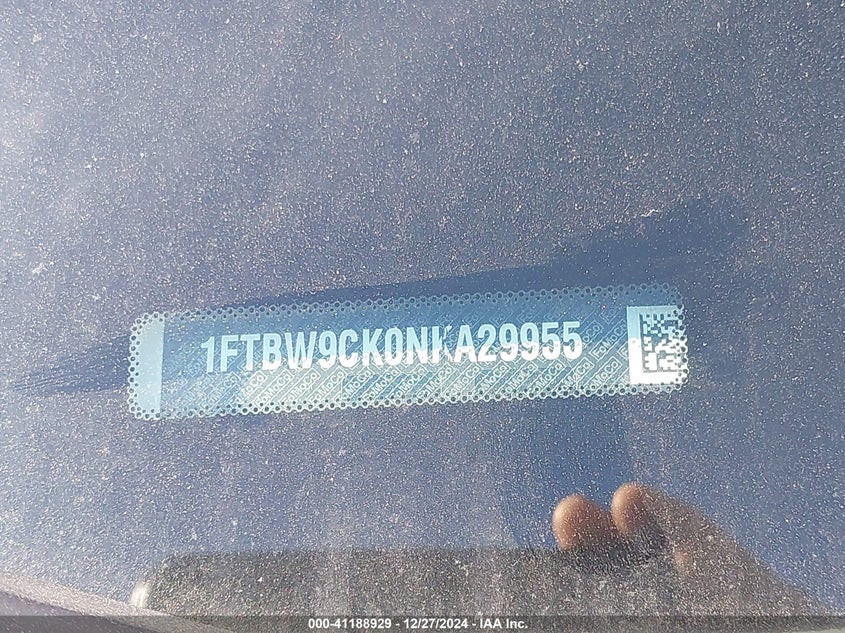 1FTBW9CK0NKA29955
000-41188929 - 12/27/2024 - IAA Inc.